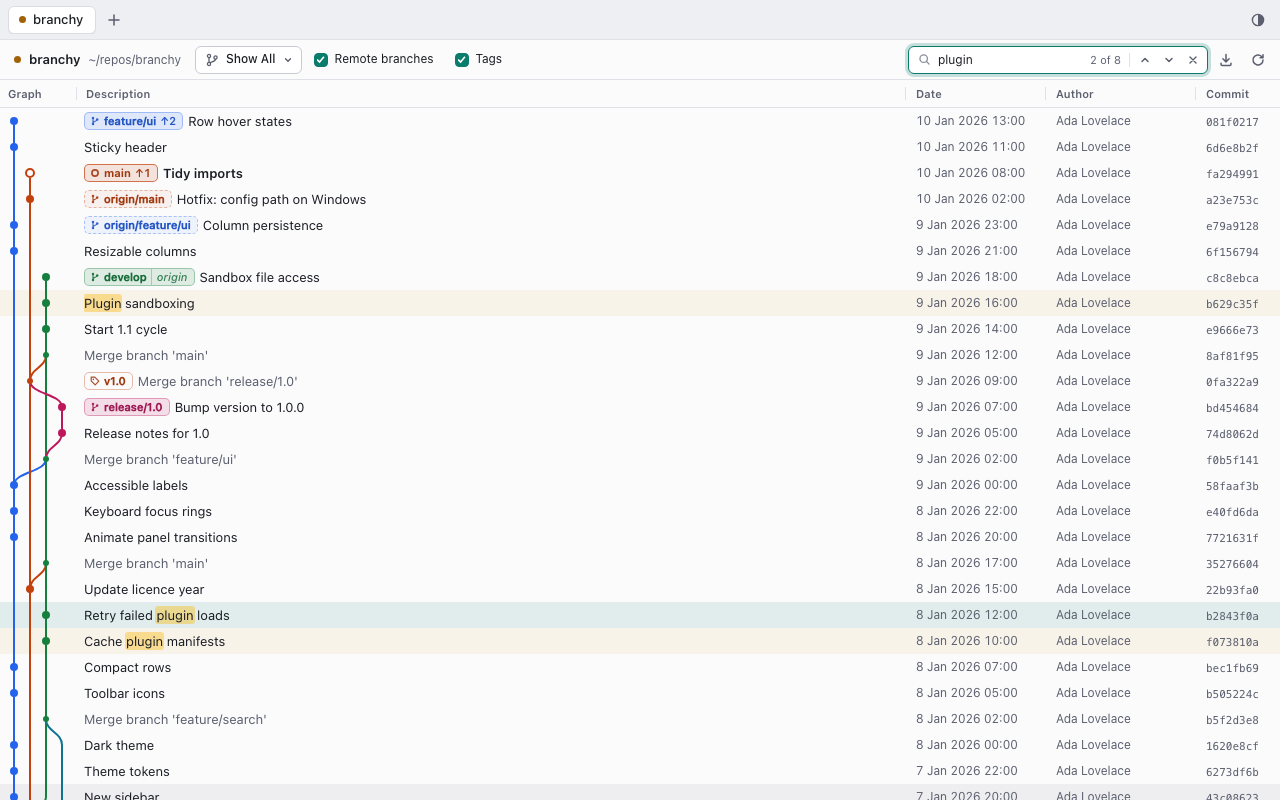 branchy
branchy ~/repos/branchy Show All Remote branches Tags plugin 2 of 8
Graph Description Date Author Commit
feature/ui ↑2 Row hover states 10 Jan 2026 13:00 Ada Lovelace 081f0217
Sticky header 10 Jan 2026 11:00 Ada Lovelace 6d6e8b2f
main ↑1 Tidy imports 10 Jan 2026 08:00 Ada Lovelace fa294991
origin/main Hotfix: config path on Windows 10 Jan 2026 02:00 Ada Lovelace a23e753c
origin/feature/ui Column persistence 9 Jan 2026 23:00 Ada Lovelace e79a9128
Resizable columns 9 Jan 2026 21:00 Ada Lovelace 6f156794
develop origin Sandbox file access 9 Jan 2026 18:00 Ada Lovelace c8c8ebca
Plugin sandboxing 9 Jan 2026 16:00 Ada Lovelace b629c35f
Start 1.1 cycle 9 Jan 2026 14:00 Ada Lovelace e9666e73
Merge branch 'main' 9 Jan 2026 12:00 Ada Lovelace 8af81f95
v1.0 Merge branch 'release/1.0' 9 Jan 2026 09:00 Ada Lovelace 0fa322a9
release/1.0 Bump version to 1.0.0 9 Jan 2026 07:00 Ada Lovelace bd454684
Release notes for 1.0 9 Jan 2026 05:00 Ada Lovelace 74d8062d
Merge branch 'feature/ui' 9 Jan 2026 02:00 Ada Lovelace f0b5f141
Accessible labels 9 Jan 2026 00:00 Ada Lovelace 58faaf3b
Keyboard focus rings 8 Jan 2026 22:00 Ada Lovelace e40fd6da
Animate panel transitions 8 Jan 2026 20:00 Ada Lovelace 7721631f
Merge branch 'main' 8 Jan 2026 17:00 Ada Lovelace 35276604
Update licence year 8 Jan 2026 15:00 Ada Lovelace 22b93fa0
Retry failed plugin loads 8 Jan 2026 12:00 Ada Lovelace b2843f0a
Cache plugin manifests 8 Jan 2026 10:00 Ada Lovelace f073810a
Compact rows 8 Jan 2026 07:00 Ada Lovelace bec1fb69
Toolbar icons 8 Jan 2026 05:00 Ada Lovelace b505224c
Merge branch 'feature/search' 8 Jan 2026 02:00 Ada Lovelace b5f2d3e8
Dark theme 8 Jan 2026 00:00 Ada Lovelace 1620e8cf
Theme tokens 7 Jan 2026 22:00 Ada Lovelace 6273df6b
New sidebar 7 Jan 2026 20:00 Ada Lovelace 43c08623